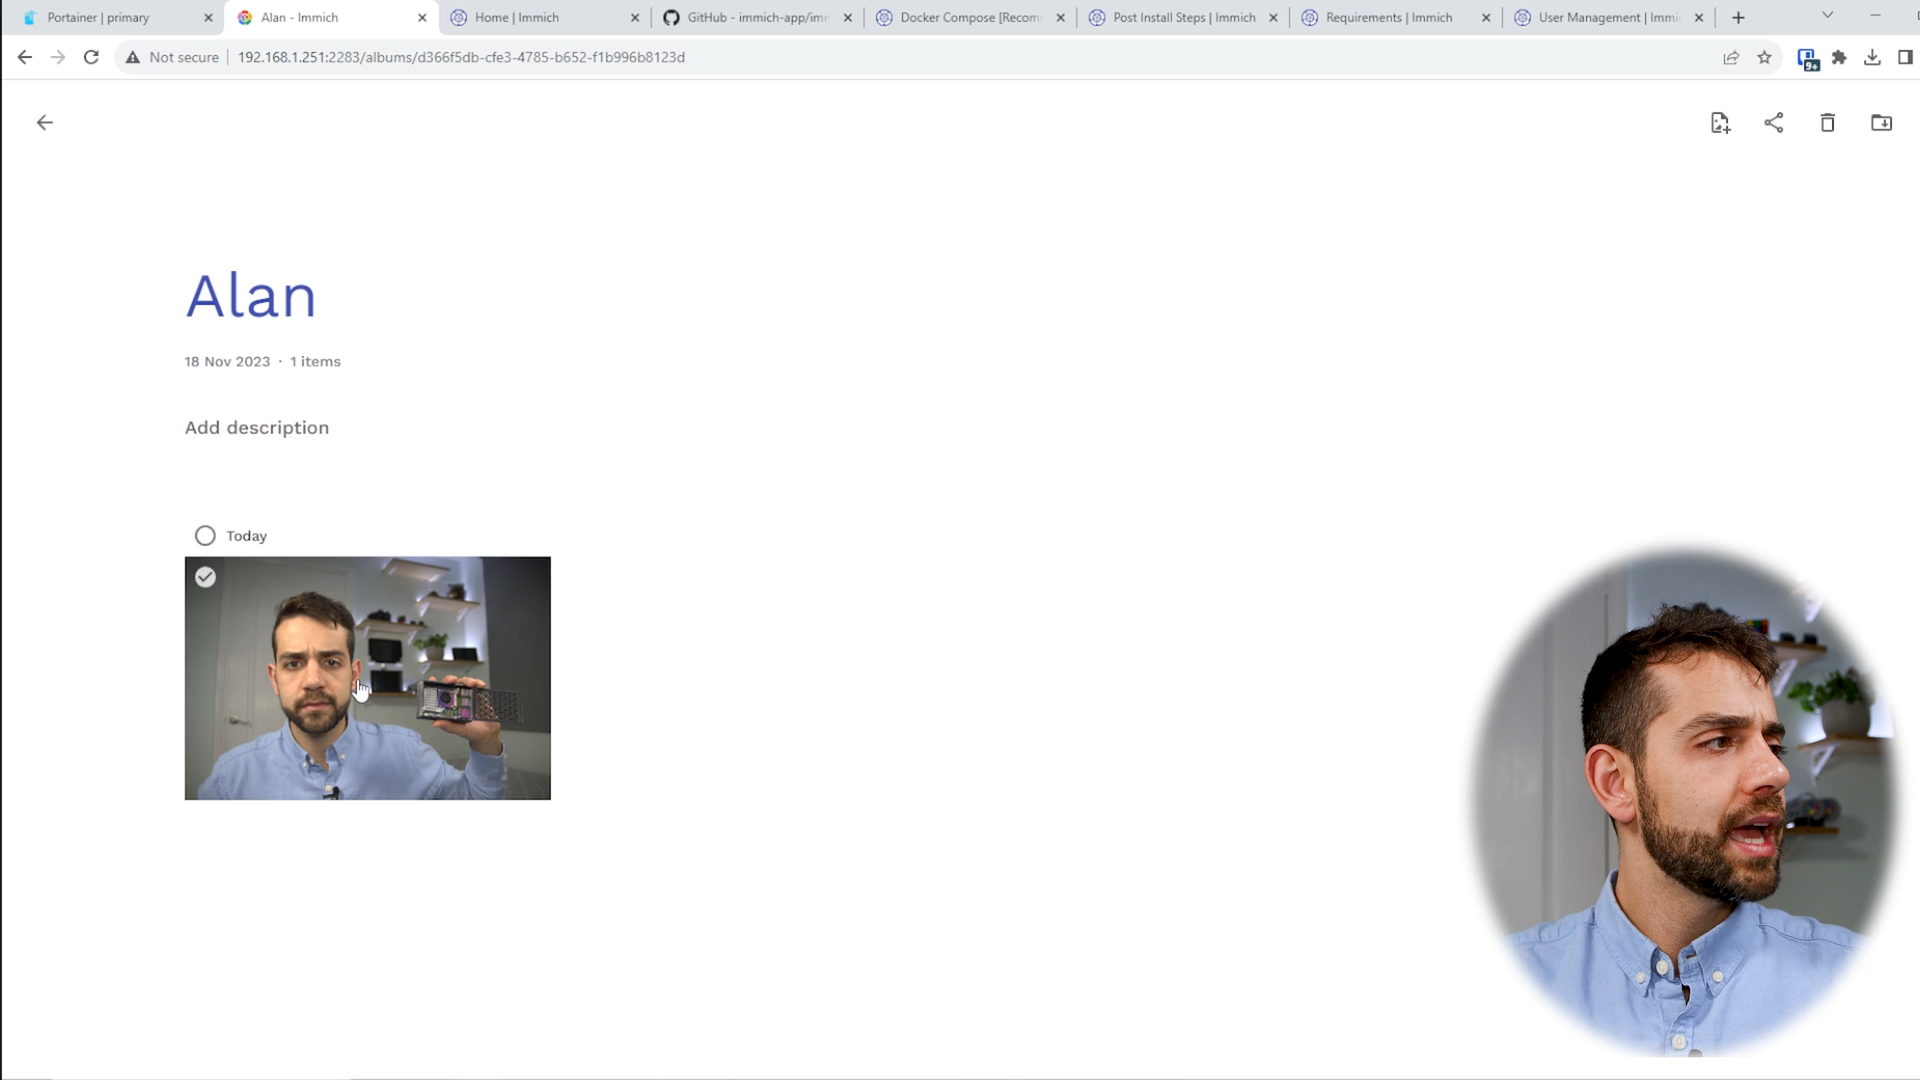 Portainer | primary
Alan - Immich
Home | Immich
GitHub - immich-app/imm
Docker Compose [Recom
Post Install Steps | Immich
Requirements | Immich
User Management | Immi
Not secure
192.168.1.251:2283/albums/d366f5db-cfe3-4785-b652-f1b996b8123d
9+
Alan
18 Nov 2023 · 1 items
Add description
Today